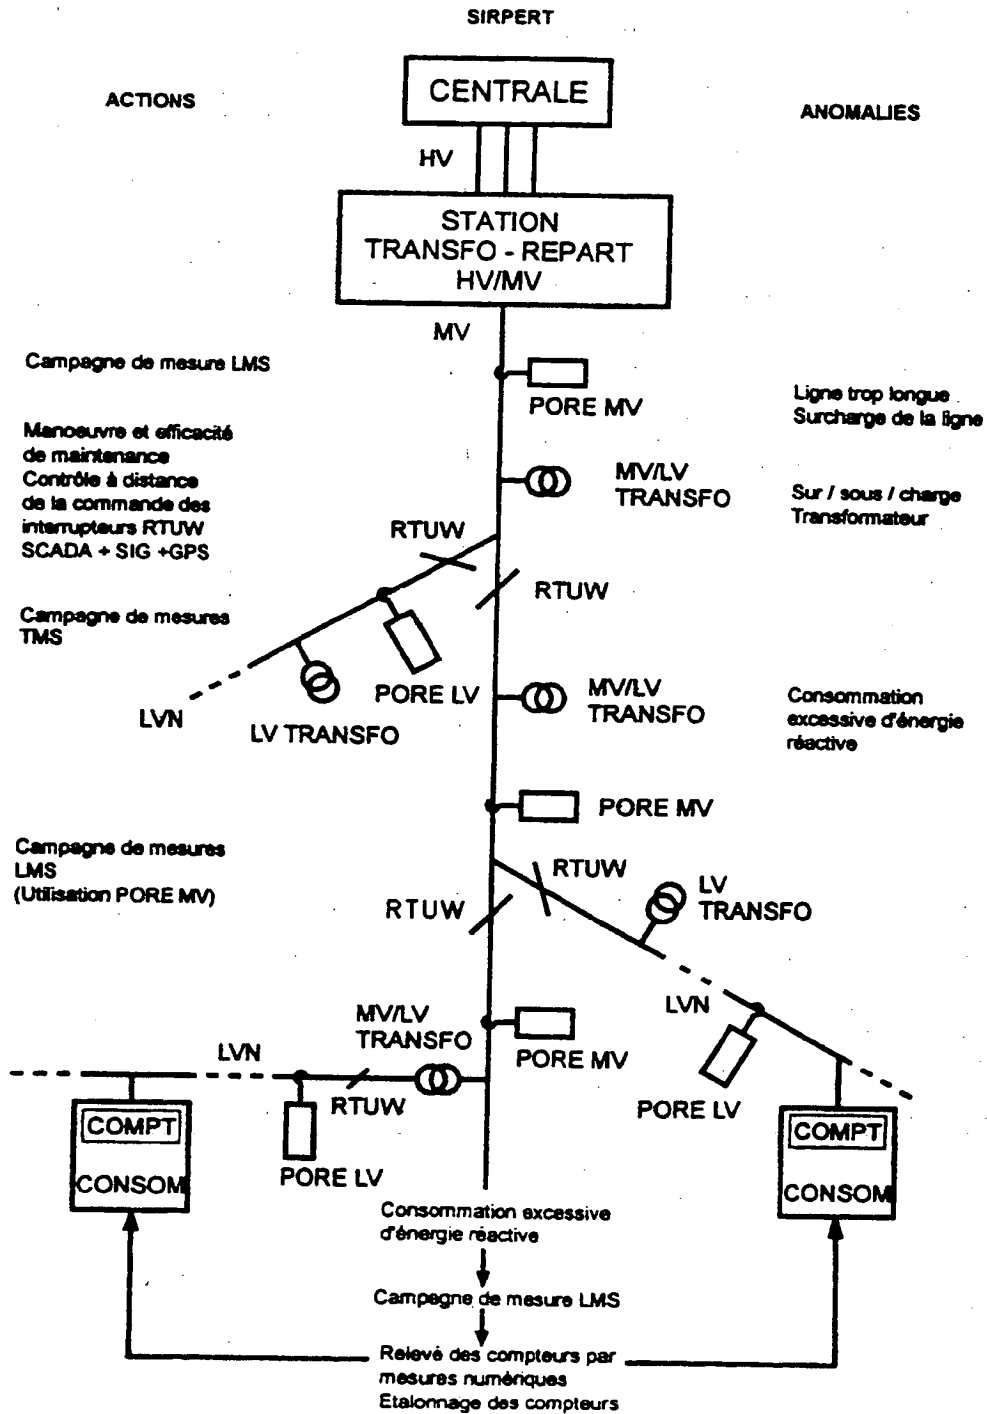 SIRPERT
ACTIONS
CENTRALE
ANOMALIES
HV
STATION
TRANSFO - REPART
HV/MV
MV
Campagne de mesure LMS
PORE MV
Ligne trop longue
Surcharge de la ligne
Manoeuvre et efficacité
de maintenance
Contrôle à distance
de la commande des
interrupteurs RTUW
SCADA + SIG +GPS
MV/LV
TRANSFO
Sur / sous / charge
Transformateur
RTUW
RTUW
Campagne de mesures
TMS
PORE LV
LVN
LV TRANSFO
MV/LV
TRANSFO
Consommation
excessive d'énergie
réactive
PORE MV
Campagne de mesures
LMS
(Utilisation PORE MV)
RTUW
RTUW
LV
TRANSFO
LVN
MV/LV
TRANSFO
PORE MV
LVN
RTUW
PORE LV
PORE LV
COMPT
CONSOM
COMPT
CONSOM
Consommation excessive
d'énergie réactive
Campagne de mesure LMS
Relevé des compteurs par
mesures numériques
Etalonnage des compteurs